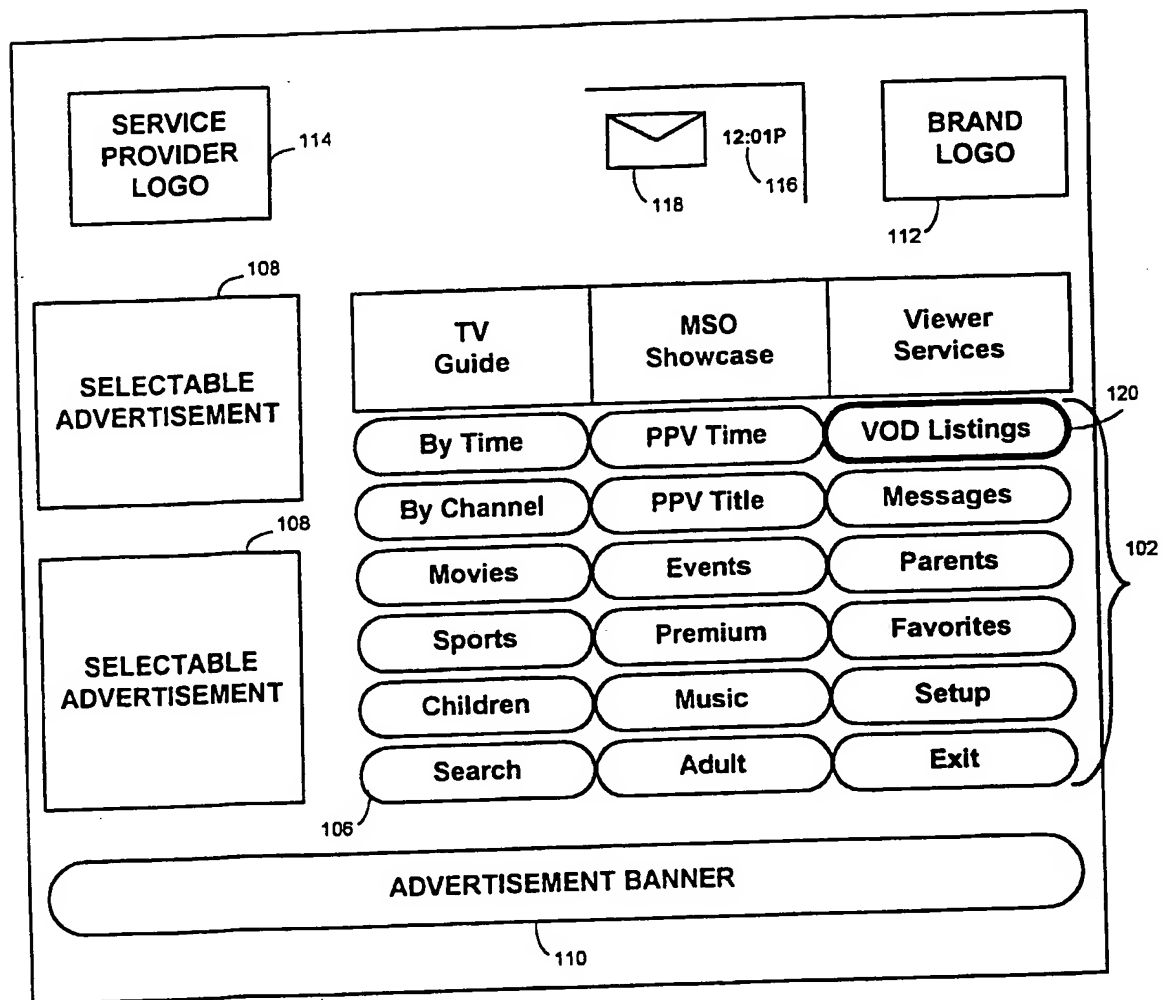 SERVICE
PROVIDER
LOGO
114
118
12:01P
116
BRAND
LOGO
112
108
SELECTABLE
ADVERTISEMENT
108
SELECTABLE
ADVERTISEMENT
TV
Guide
MSO
Showcase
Viewer
Services
120
By Time
PPV Time
VOD Listings
By Channel
PPV Title
Messages
Movies
Events
Parents
102
Sports
Premium
Favorites
Children
Music
Setup
Search
Adult
Exit
106
ADVERTISEMENT BANNER
110